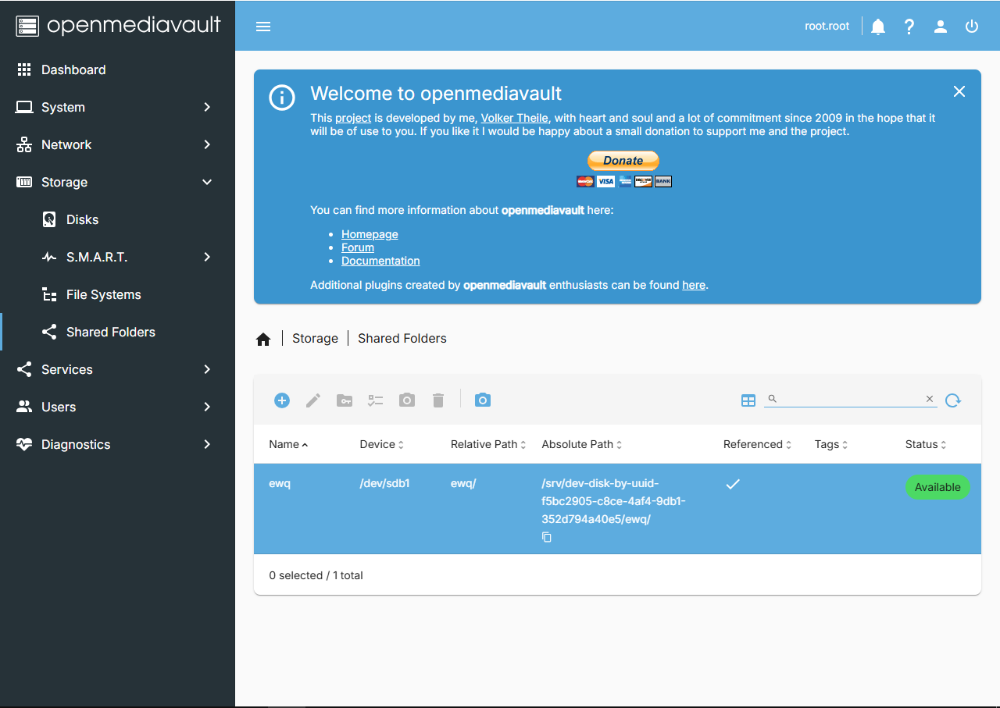 openmediavault
root.root
Dashboard
System
Network
Storage
Disks
S.M.A.R.T.
File Systems
Shared Folders
Services
Users
Diagnostics
Welcome to openmediavault
This project is developed by me, Volker Theile, with heart and soul and a lot of commitment since 2009 in the hope that it
will be of use to you. If you like it I would be happy about a small donation to support me and the project.
Donate
MasterCard VISA DISCOVER BANK
You can find more information about openmediavault here:
Homepage
Forum
Documentation
Additional plugins created by openmediavault enthusiasts can be found here.
Storage Shared Folders
Name Device Relative Path Absolute Path Referenced Tags Status
ewq /dev/sdb1 ewq/ /srv/dev-disk-by-uuid- Available
f5bc2905-c8ce-4af4-9db1-
352d794a40e5/ewq/
0 selected / 1 total